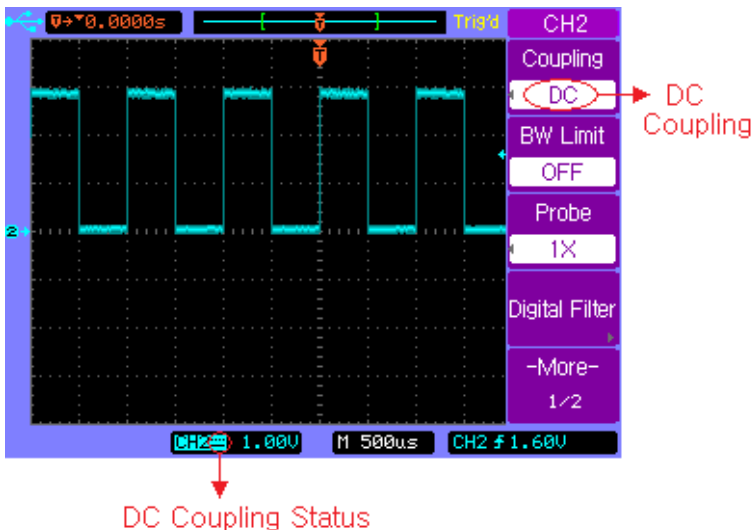 0.0000s
T
Trig'd
CH2
T
Coupling
DC
DC
Coupling
BW Limit
OFF
Probe
2
1X
Digital Filter
-More-
1/2
CH2 1.00V
M 500us
CH2 1.60V
DC Coupling Status